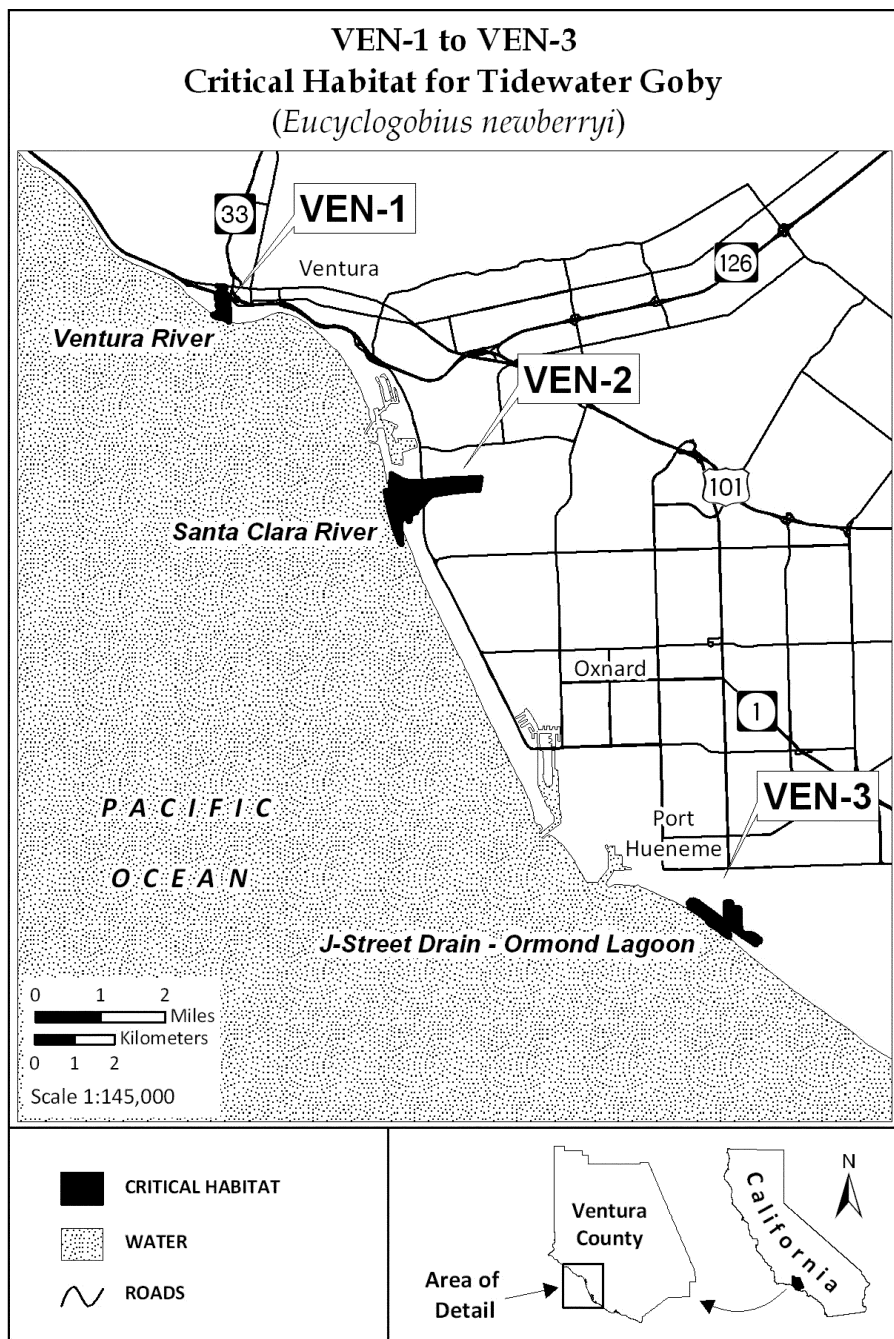 VEN-1 to VEN-3
Critical Habitat for Tidewater Goby
(Eucyclogobius newberryi)
33
VEN-1
Ventura
126
Ventura River
VEN-2
101
Santa Clara River
Oxnard
1
VEN-3
PACIFIC
OCEAN
Port
Hueneme
J-Street Drain - Ormond Lagoon
0 1 2
Miles
Kilometers
0 1 2
Scale 1:145,000
CRITICAL HABITAT
WATER
ROADS
Ventura
County
Area of
Detail
California
N